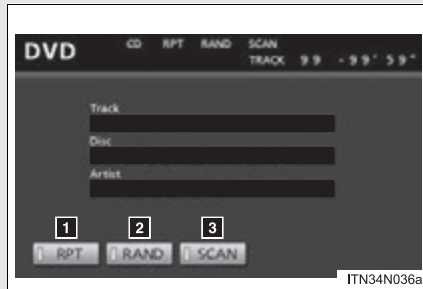 DVD CD RPT RAND SCAN
TRACK 99 -99' 59"
Track
Disc
Artist
1 2 3
RPT RAND SCAN
ITN34N036a